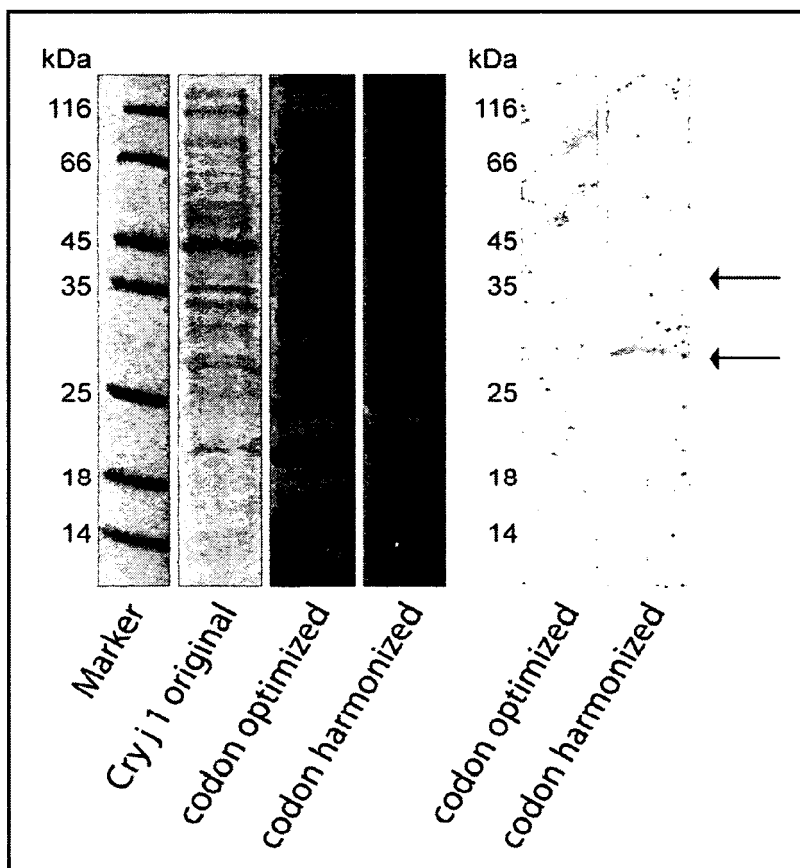 kDa
116
66
45
35
25
18
14
Marker
Cry j 1 original
codon optimized
codon harmonized
kDa
116
66
45
35
25
18
14
codon optimized
codon harmonized